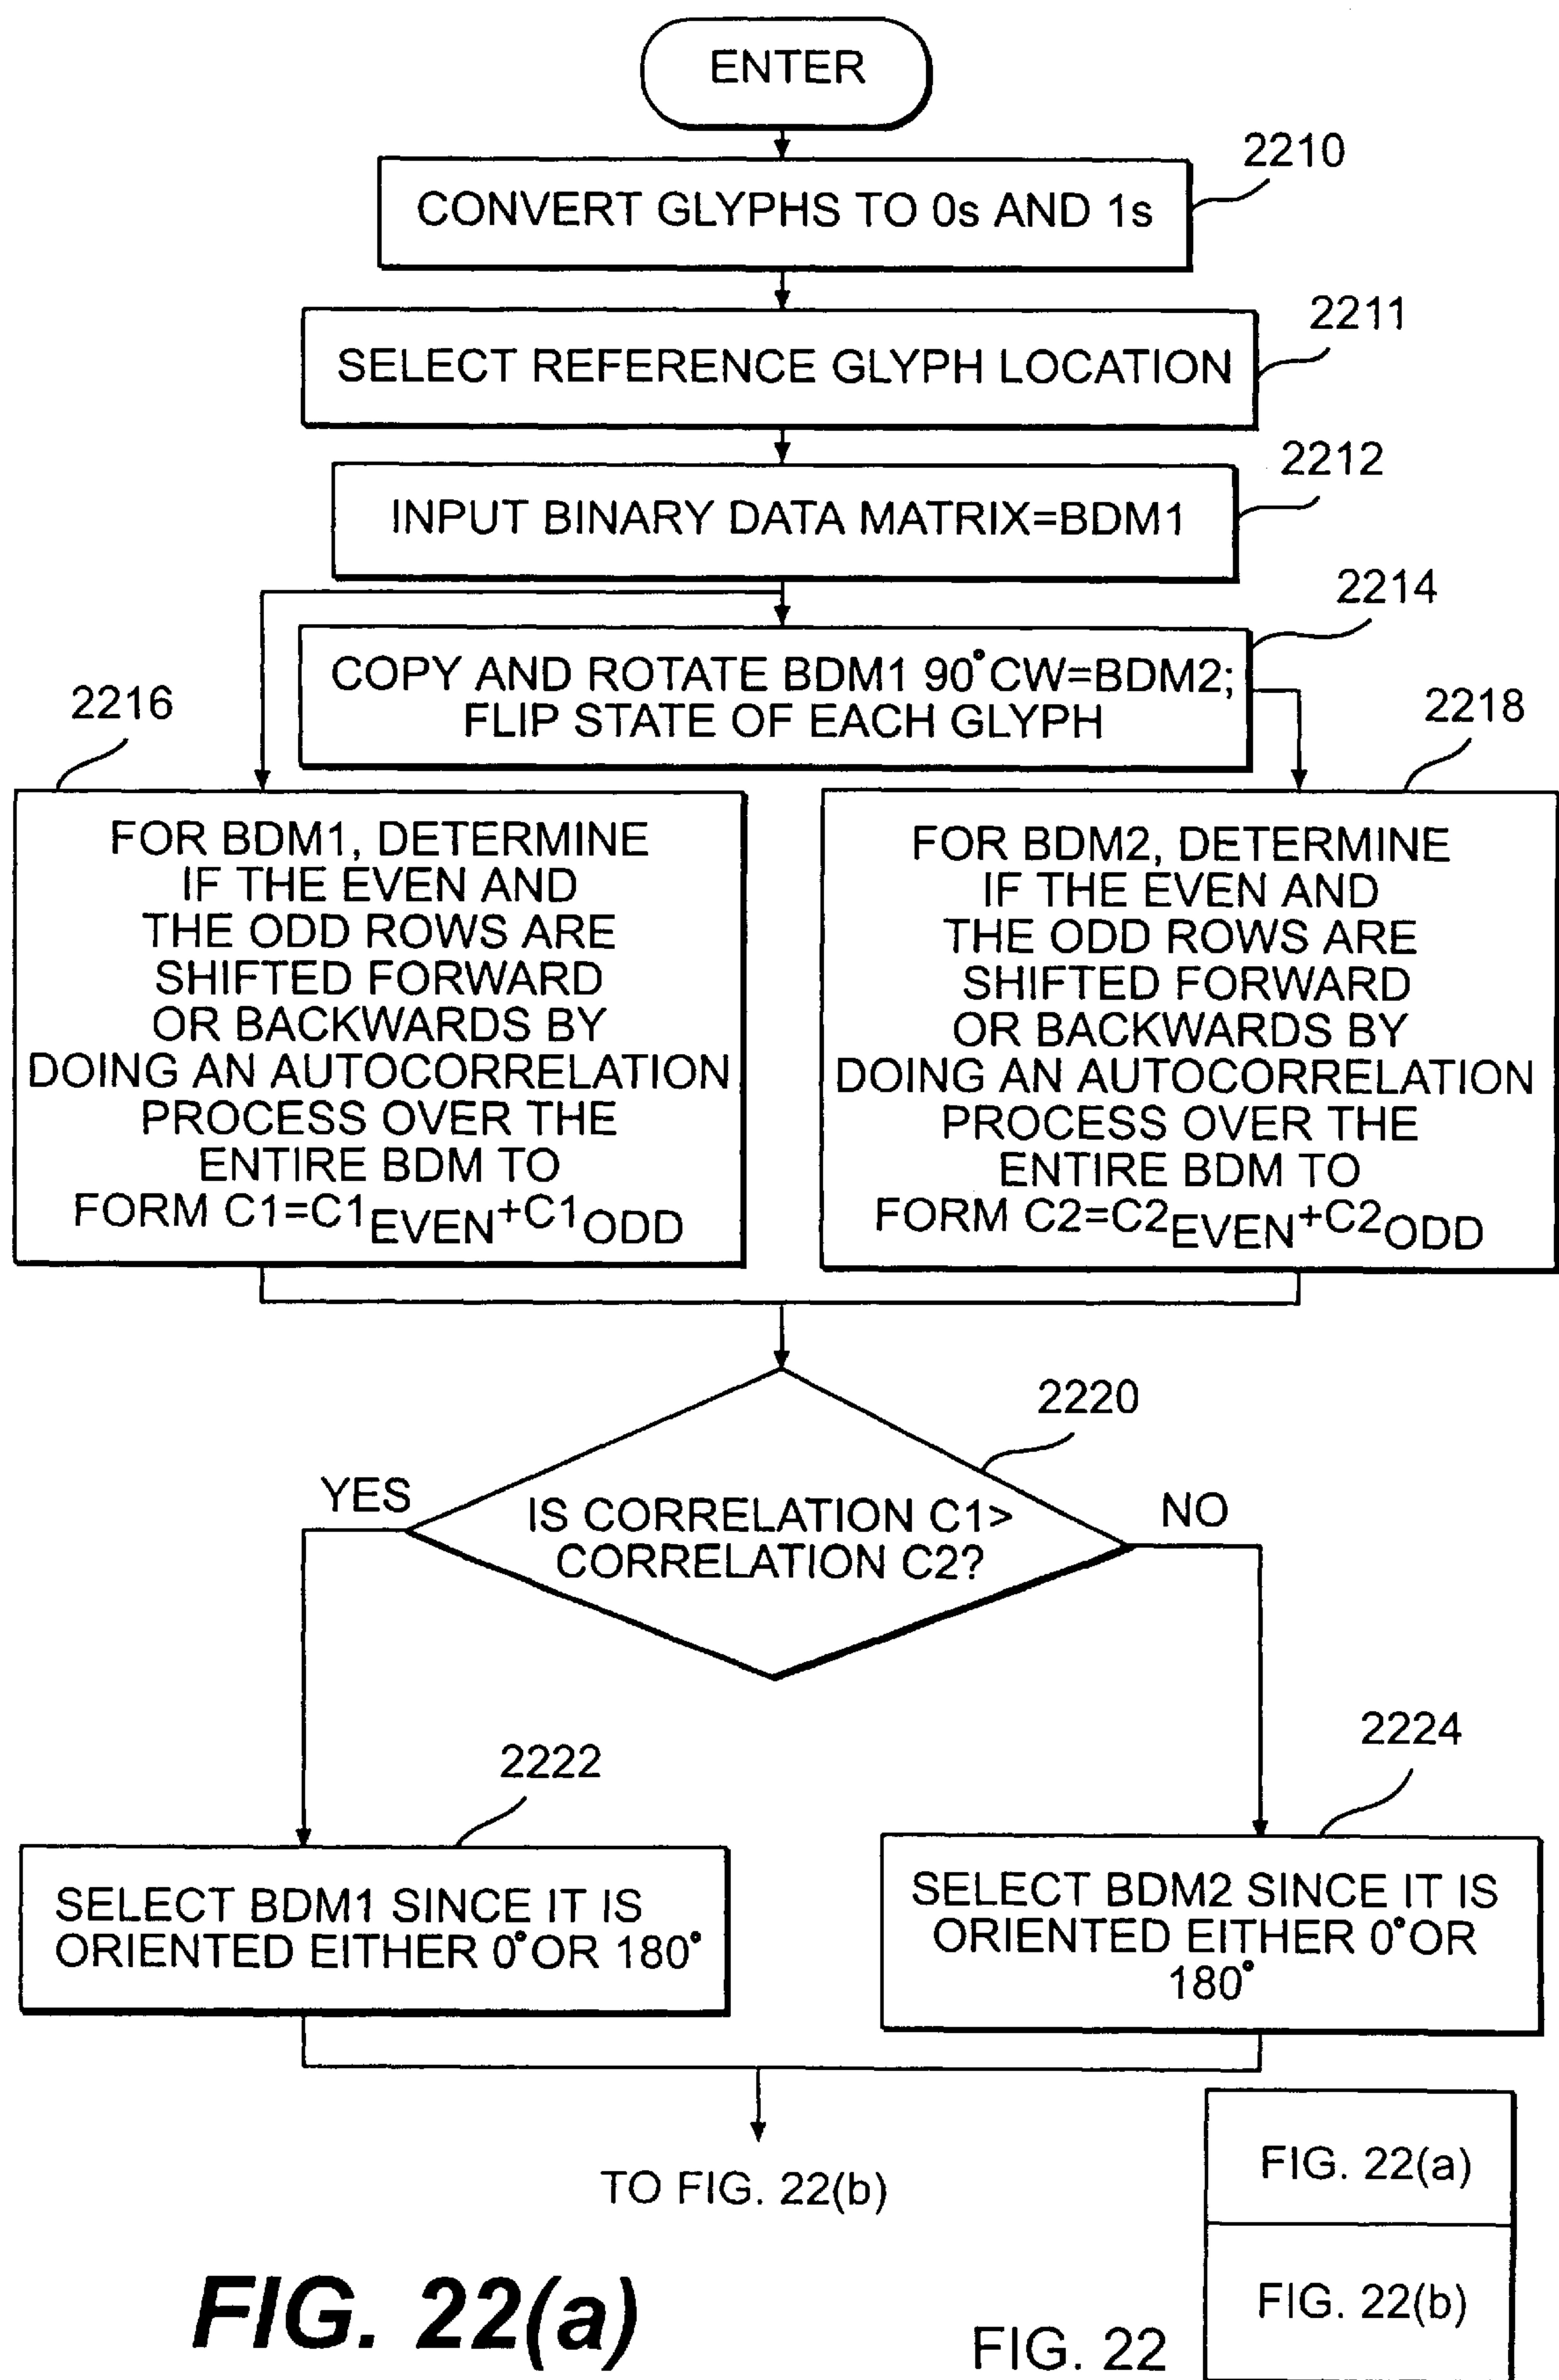 ENTER
2210
CONVERT GLYPHS TO 0s AND 1s
2211
SELECT REFERENCE GLYPH LOCATION
2212
INPUT BINARY DATA MATRIX=BDM1
2214
COPY AND ROTATE BDM1 90°CW=BDM2;
FLIP STATE OF EACH GLYPH
2216
FOR BDM1, DETERMINE
IF THE EVEN AND
THE ODD ROWS ARE
SHIFTED FORWARD
OR BACKWARDS BY
DOING AN AUTOCORRELATION
PROCESS OVER THE
ENTIRE BDM TO
FORM C1=C1EVEN+C1ODD
2218
FOR BDM2, DETERMINE
IF THE EVEN AND
THE ODD ROWS ARE
SHIFTED FORWARD
OR BACKWARDS BY
DOING AN AUTOCORRELATION
PROCESS OVER THE
ENTIRE BDM TO
FORM C2=C2EVEN+C2ODD
2220
IS CORRELATION C1>
CORRELATION C2?
YES
NO
2222
SELECT BDM1 SINCE IT IS
ORIENTED EITHER 0°OR 180°
2224
SELECT BDM2 SINCE IT IS
ORIENTED EITHER 0°OR
180°
TO FIG. 22(b)
FIG. 22(a)
FIG. 22
FIG. 22(a)
FIG. 22(b)